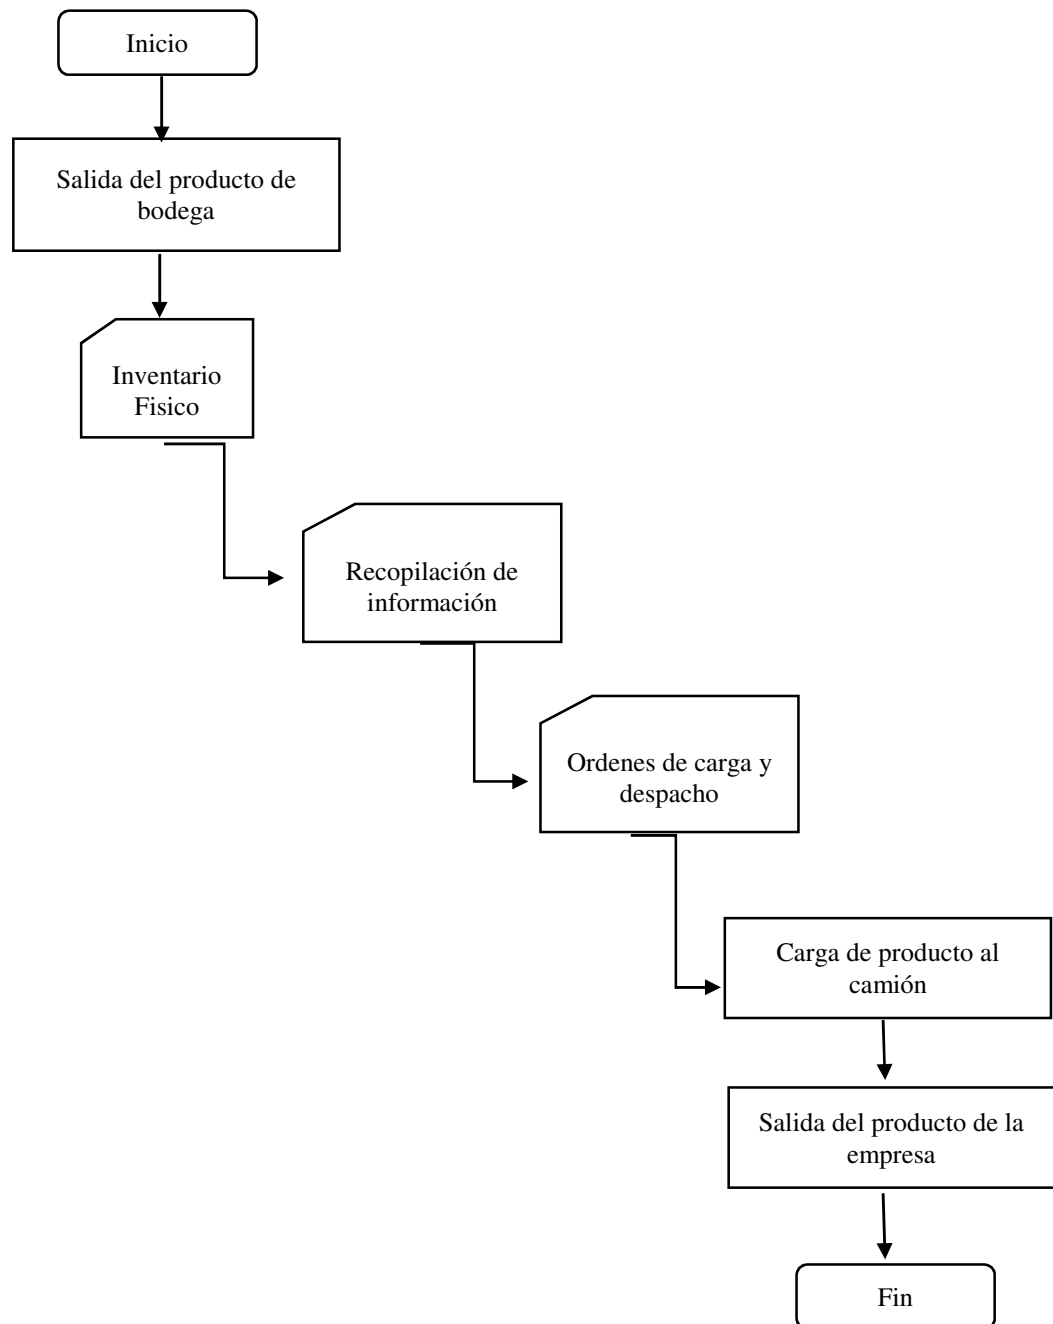 Inicio
Salida del producto de
bodega
Inventario
Fisico
Recopilación de
información
Ordenes de carga y
despacho
Carga de producto al
camión
Salida del producto de la
empresa
Fin